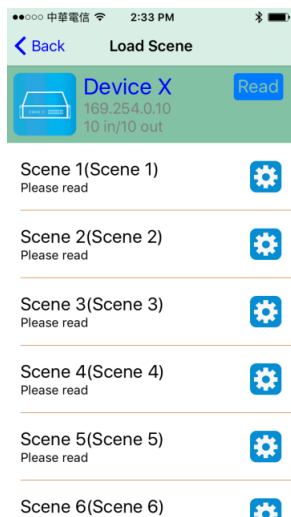 中華電信 2:33 PM
Back Load Scene
Device X Read
169.254.0.10
10 in/10 out
Scene 1(Scene 1)
Please read
Scene 2(Scene 2)
Please read
Scene 3(Scene 3)
Please read
Scene 4(Scene 4)
Please read
Scene 5(Scene 5)
Please read
Scene 6(Scene 6)